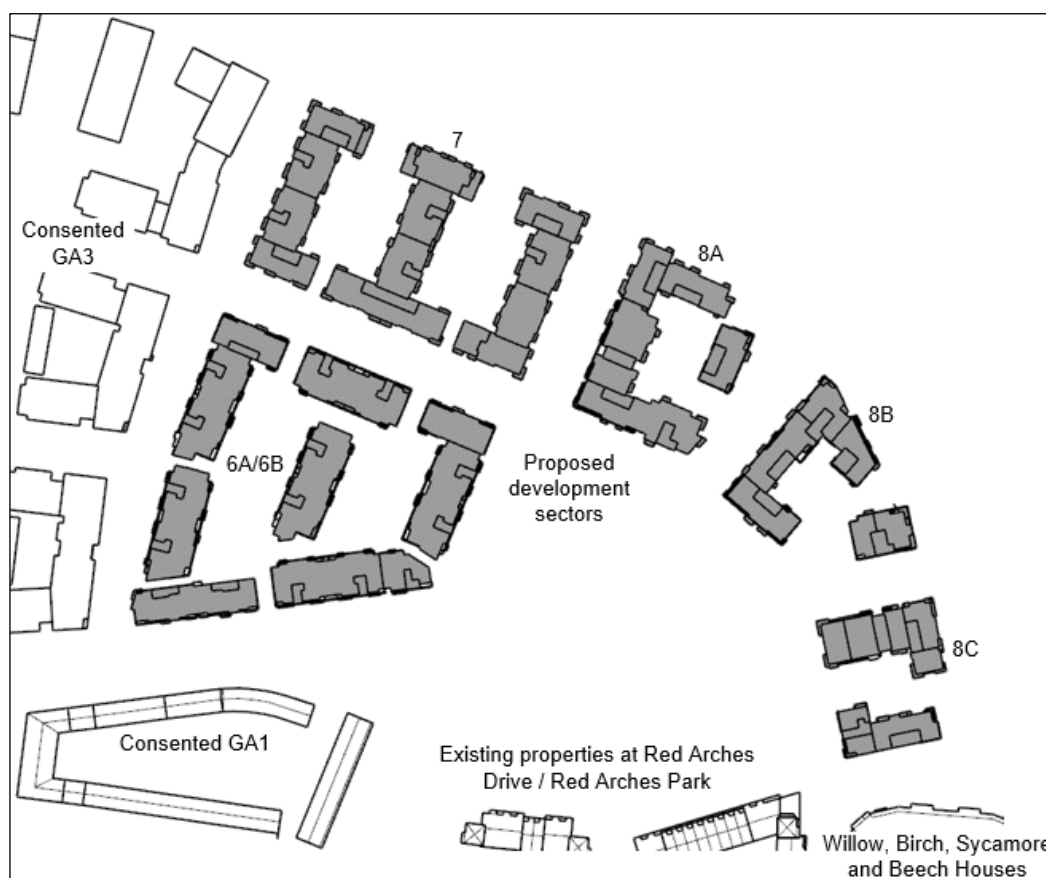 7
8A
Consented
GA3
8B
6A/6B
Proposed
development
sectors
8C
Consented GA1
Existing properties at Red Arches
Drive / Red Arches Park
Willow, Birch, Sycamore
and Beech Houses